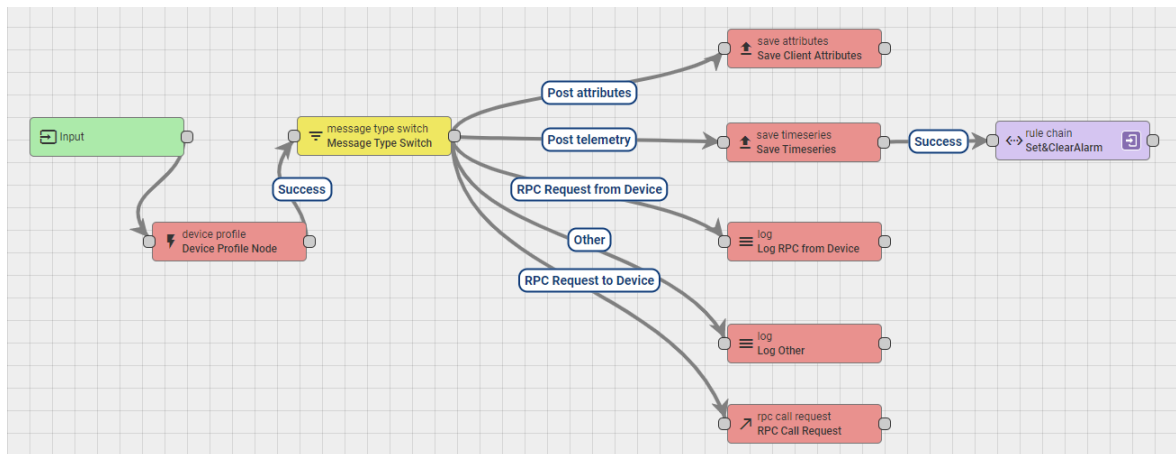 save attributes
Save Client Attributes
Post attributes
Input
message type switch
Message Type Switch
Post telemetry
save timeseries
Save Timeseries
Success
rule chain
Set&ClearAlarm
Success
RPC Request from Device
device profile
Device Profile Node
Other
log
Log RPC from Device
RPC Request to Device
log
Log Other
rpc call request
RPC Call Request